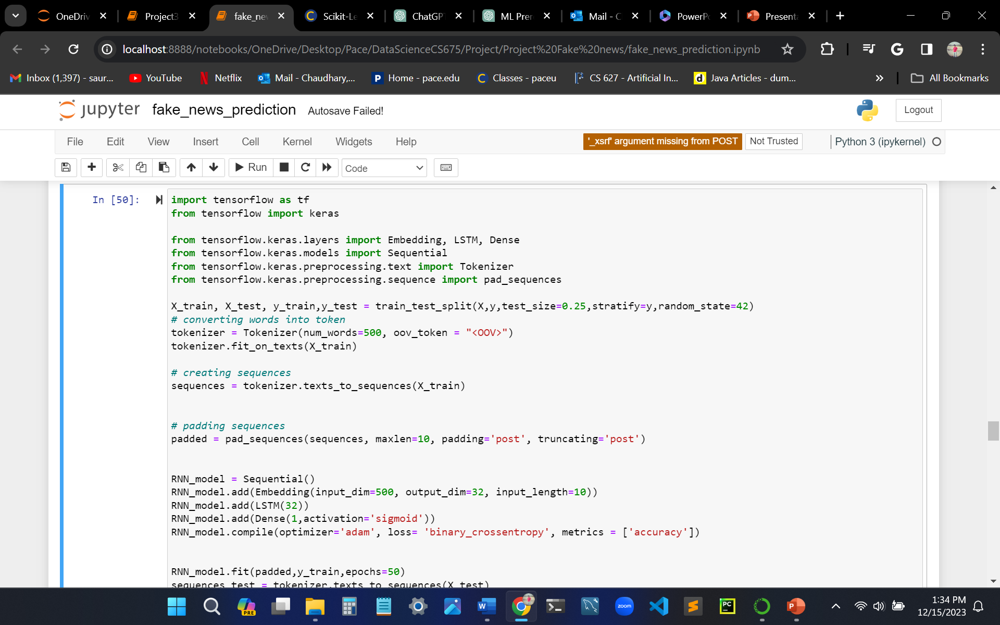 OneDriv
Project3
fake_nev
Scikit-Le
ChatGP
ML Prer
Mail - C
PowerPo
Presenta
localhost:8888/notebooks/OneDrive/Desktop/Pace/DataScienceCS675/Project/Project%20Fake%20news/fake_news_prediction.ipynb
Inbox (1,397) - saur...
YouTube
Netflix
Mail - Chaudhary,...
Home - pace.edu
Classes - paceu
CS 627 - Artificial In...
Java Articles - dum...
All Bookmarks
jupyter
fake_news_prediction
Autosave Failed!
Logout
File Edit View Insert Cell Kernel Widgets Help
'_xsrf' argument missing from POST
Not Trusted
Python 3 (ipykernel)
Run
Code
In [50]:
import tensorflow as tf
from tensorflow import keras
from tensorflow.keras.layers import Embedding, LSTM, Dense
from tensorflow.keras.models import Sequential
from tensorflow.keras.preprocessing.text import Tokenizer
from tensorflow.keras.preprocessing.sequence import pad_sequences
X_train, X_test, y_train,y_test = train_test_split(X,y,test_size=0.25,stratify=y,random_state=42)
# converting words into token
tokenizer = Tokenizer(num_words=500, oov_token = "<OOV>")
tokenizer.fit_on_texts(X_train)
# creating sequences
sequences = tokenizer.texts_to_sequences(X_train)
# padding sequences
padded = pad_sequences(sequences, maxlen=10, padding='post', truncating='post')
RNN_model = Sequential()
RNN_model.add(Embedding(input_dim=500, output_dim=32, input_length=10))
RNN_model.add(LSTM(32))
RNN_model.add(Dense(1,activation='sigmoid'))
RNN_model.compile(optimizer='adam', loss= 'binary_crossentropy', metrics = ['accuracy'])
RNN_model.fit(padded,y_train,epochs=50)
sequences_test = tokenizer.texts_to_sequences(X_test)
PRE
zoom
PC
1:34 PM
12/15/2023